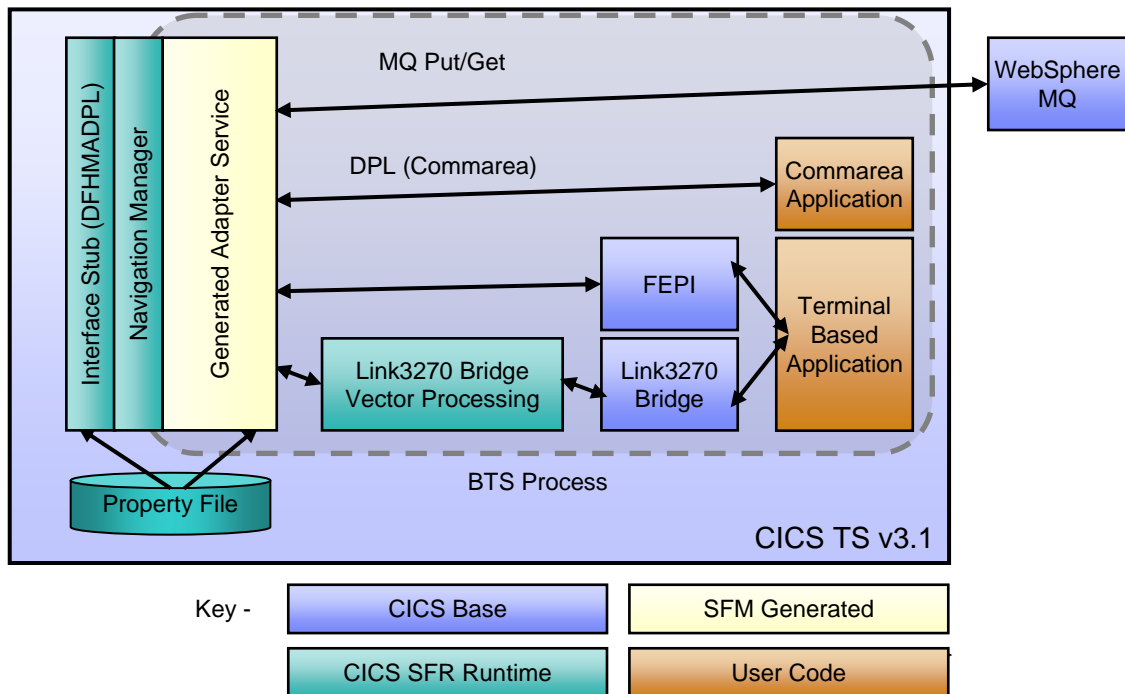 Interface Stub (DFHMADPL)
Navigation Manager
Generated Adapter Service
MQ Put/Get
WebSphere
MQ
DPL (Commarea)
Commarea
Application
FEPI
Terminal
Based
Application
Link3270 Bridge
Vector Processing
Link3270
Bridge
BTS Process
Property File
CICS TS v3.1
Key -
CICS Base
SFM Generated
CICS SFR Runtime
User Code